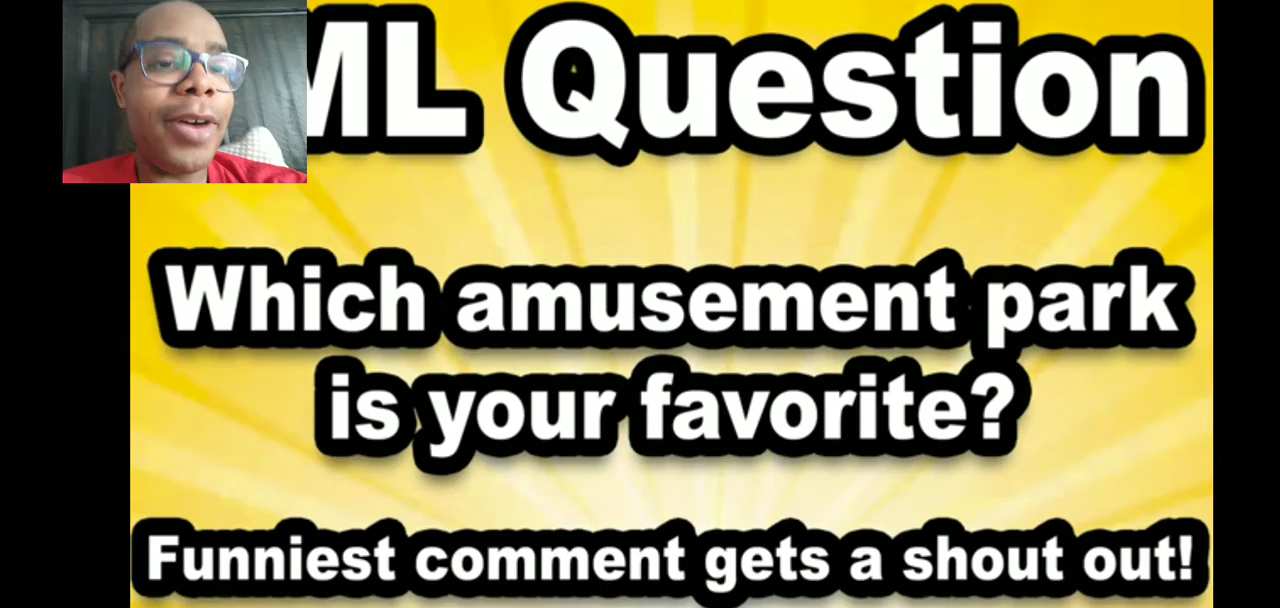 ML Question
Which amusement park
is your favorite?
Funniest comment gets a shout out!